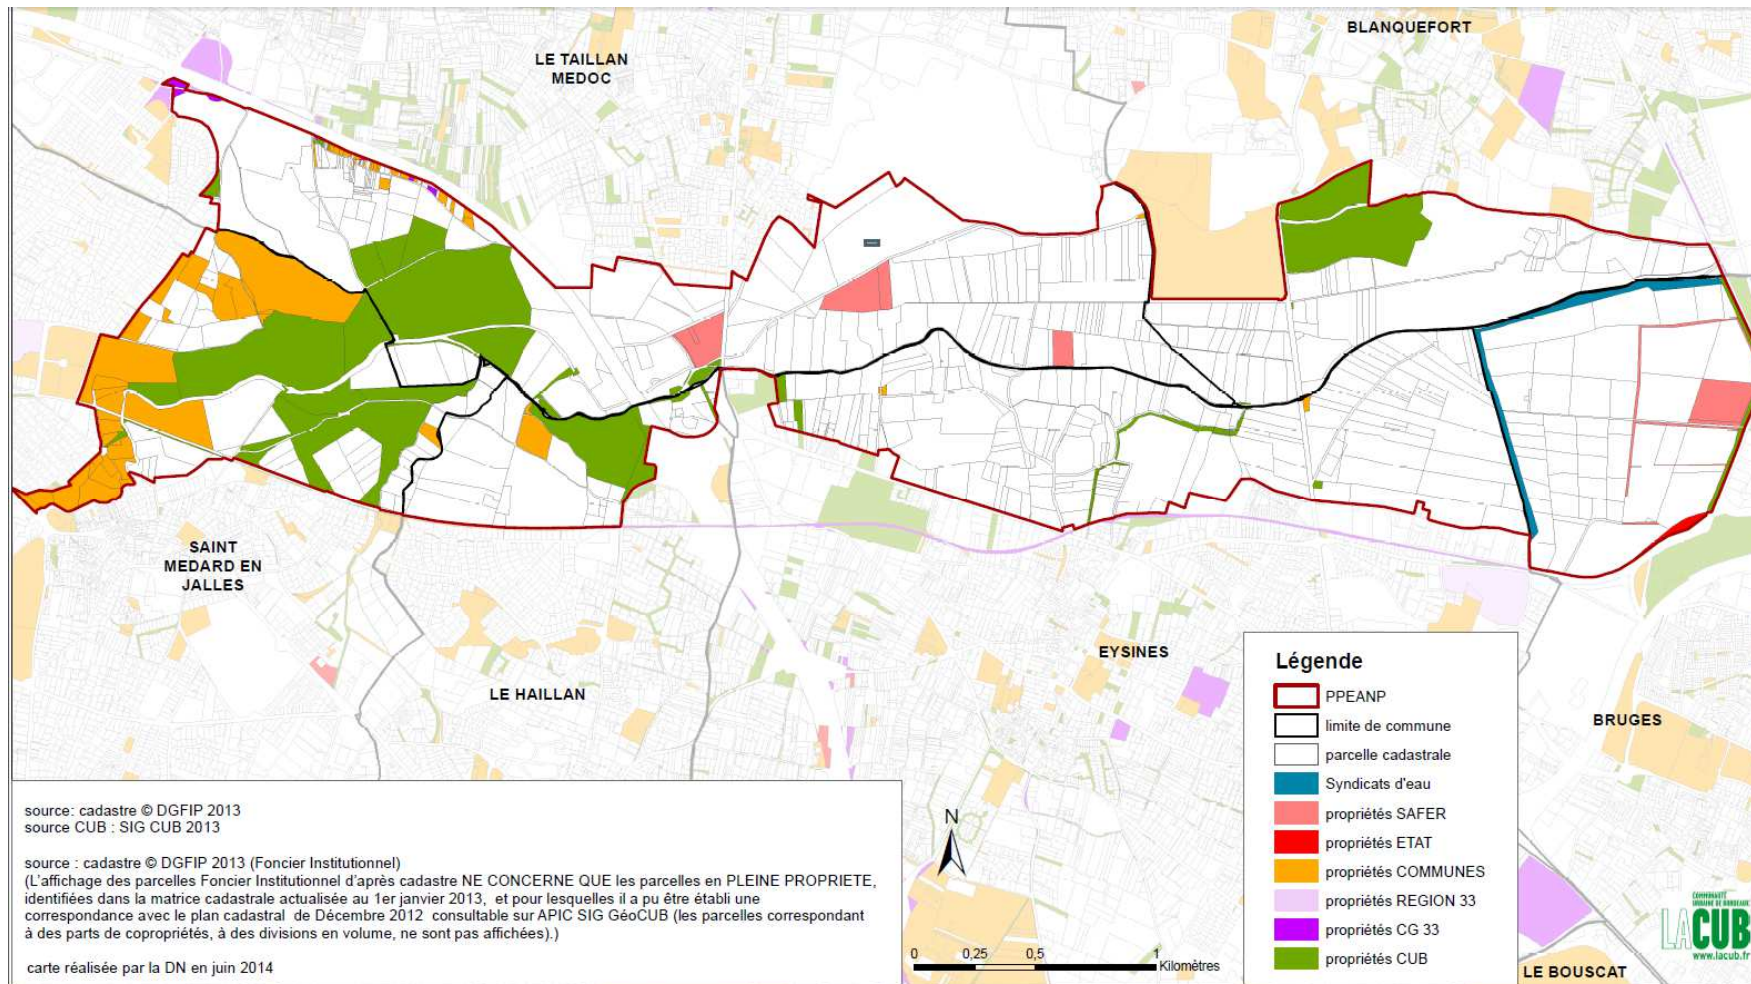 BLANQUEFORT
LE TAILLAN
MEDOC
SAINT
MEDARD EN
JALLES
LE HAILLAN
EYSINES
BRUGES
LE BOUSCAT
Légende
PPEANP
limite de commune
parcelle cadastrale
Syndicats d'eau
propriétés SAFER
propriétés ETAT
propriétés COMMUNES
propriétés REGION 33
propriétés CG 33
propriétés CUB
source: cadastre © DGFIP 2013
source CUB : SIG CUB 2013
source : cadastre © DGFIP 2013 (Foncier Institutionnel)
(L'affichage des parcelles Foncier Institutionnel d'après cadastre NE CONCERNE QUE les parcelles en PLEINE PROPRIETE,
identifiées dans la matrice cadastrale actualisée au 1er janvier 2013, et pour lesquelles il a pu être établi une
correspondance avec le plan cadastral de Décembre 2012 consultable sur APIC SIG GéoCUB (les parcelles correspondant
à des parts de copropriétés, à des divisions en volume, ne sont pas affichées).)
carte réalisée par la DN en juin 2014
N
0 0,25 0,5 1
Kilomètres
COMMUNAUTÉ
URBAINE DE BORDEAUX
LACUB
www.lacub.fr